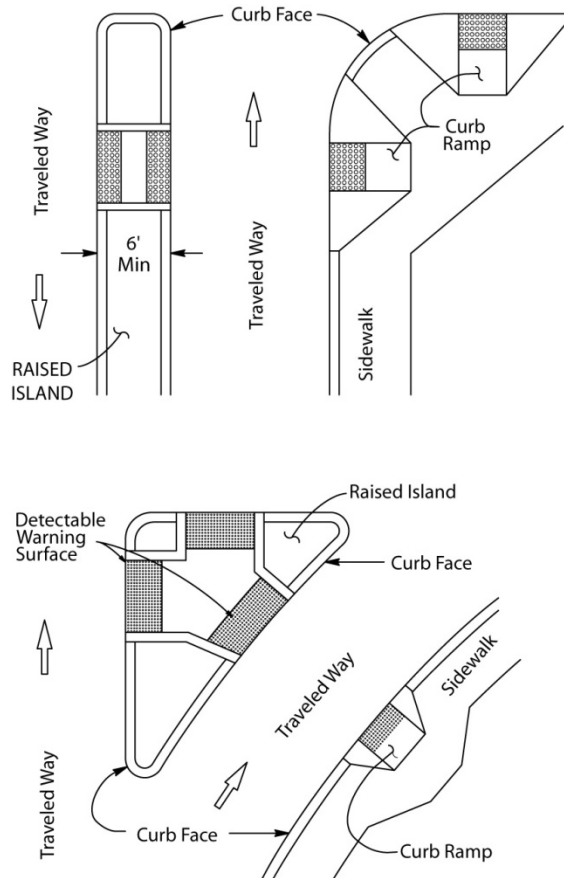 Curb Face
Traveled Way
Curb
Ramp
6'
Min
Traveled Way
RAISED
ISLAND
Sidewalk
Raised Island
Detectable
Warning
Surface
Curb Face
Sidewalk
Traveled Way
Traveled Way
Curb Face
Curb Ramp